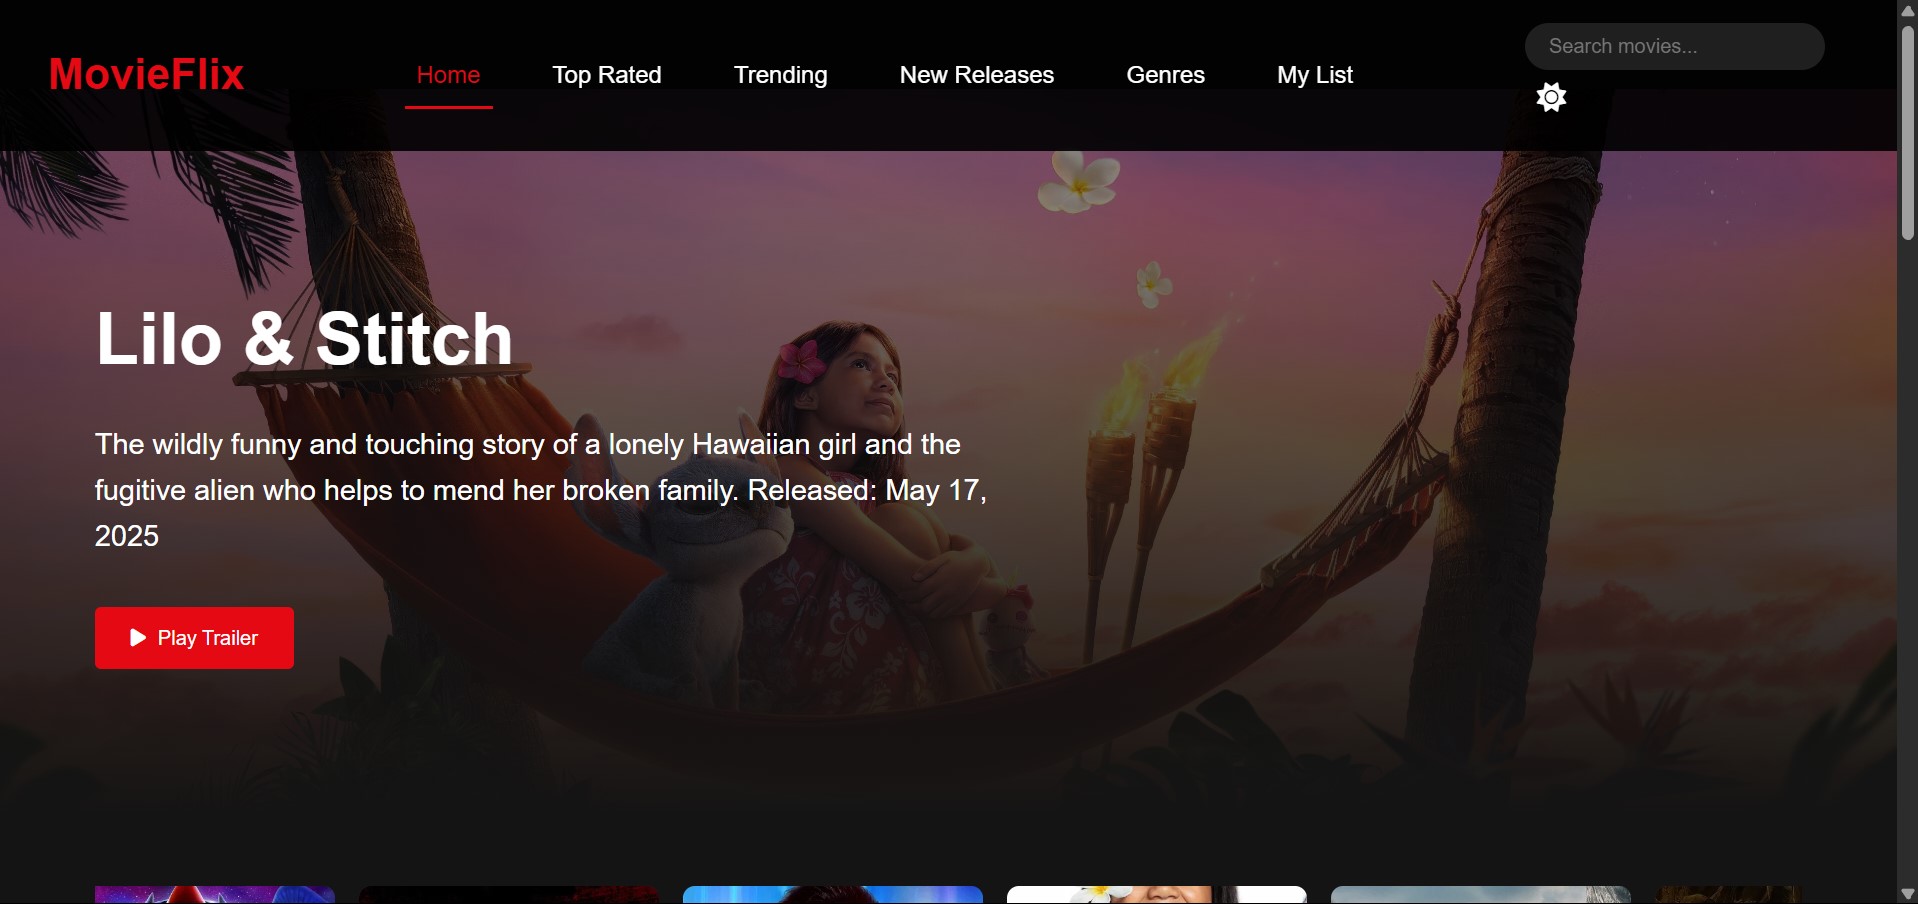 MovieFlix
Home
Top Rated
Trending
New Releases
Genres
My List
Search movies...
Lilo & Stitch
The wildly funny and touching story of a lonely Hawaiian girl and the
fugitive alien who helps to mend her broken family. Released: May 17,
2025
Play Trailer